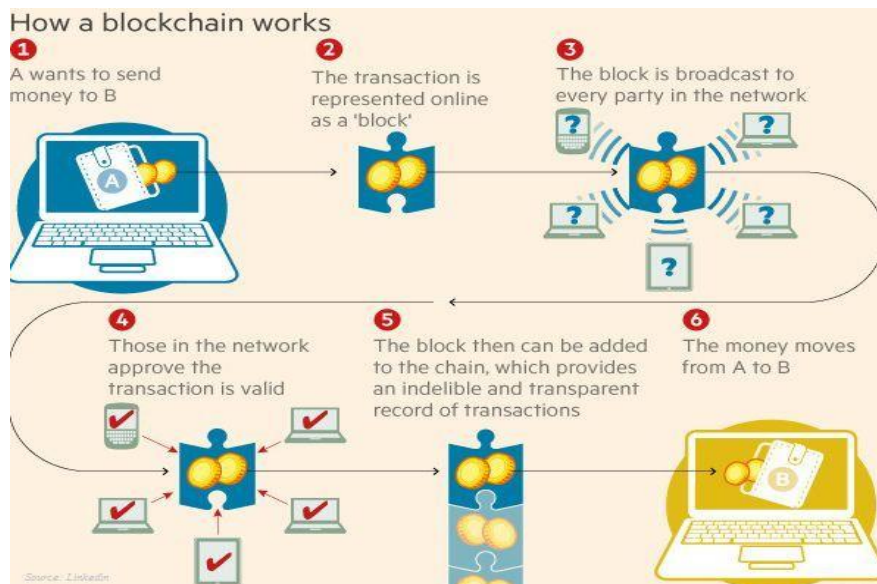 How a blockchain works
1
A wants to send
money to B
2
The transaction is
represented online
as a 'block'
3
The block is broadcast to
every party in the network
A
?
?
?
?
?
4
Those in the network
approve the
transaction is valid
5
The block then can be added
to the chain, which provides
an indelible and transparent
record of transactions
6
The money moves
from A to B
B
Source: Linkedin